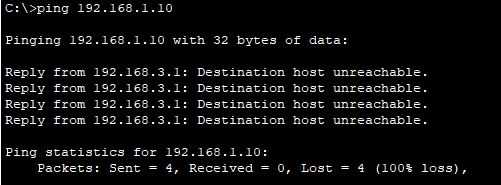 C:\>ping 192.168.1.10
Pinging 192.168.1.10 with 32 bytes of data:
Reply from 192.168.3.1: Destination host unreachable.
Reply from 192.168.3.1: Destination host unreachable.
Reply from 192.168.3.1: Destination host unreachable.
Reply from 192.168.3.1: Destination host unreachable.
Ping statistics for 192.168.1.10:
Packets: Sent = 4, Received = 0, Lost = 4 (100% loss),